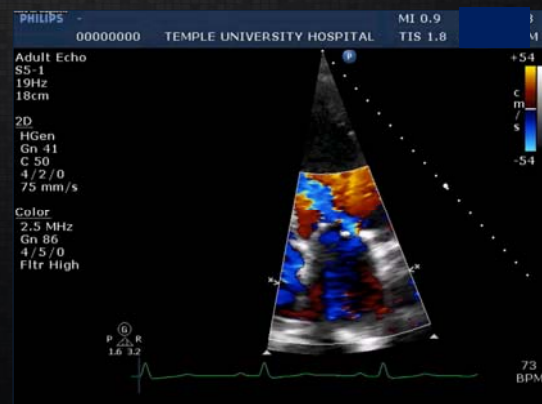 PHILIPS -
MI 0.9
00000000 TEMPLE UNIVERSITY HOSPITAL TIS 1.8
Adult Echo
S5-1
19Hz
18cm
2D
HGen
Gn 41
C 50
4/2/0
75 mm/s
Color
2.5 MHz
Gn 86
4/5/0
Fltr High
P
+54
cm/s
-54
G
P R
1.6 3.2
73
BPM